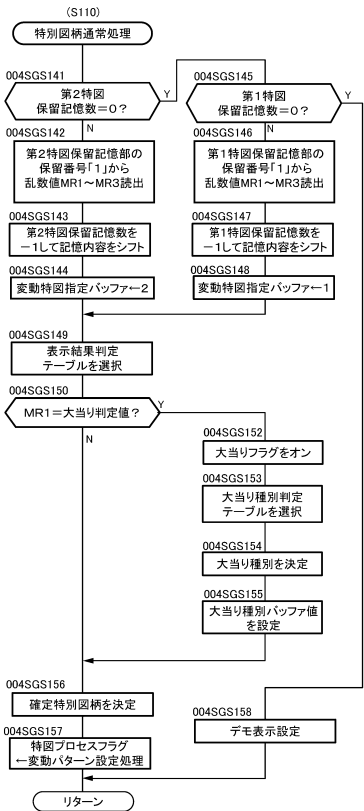 (S110)
特別図柄通常処理
004SGS141
第2特図
保留記憶数=0?
Y
N
004SGS142
第2特図保留記憶部の
保留番号「1」から
乱数値MR1~MR3読出
004SGS143
第2特図保留記憶数を
-1して記憶内容をシフト
004SGS144
変動特図指定バッファ←2
004SGS145
第1特図
保留記憶数=0?
Y
N
004SGS146
第1特図保留記憶部の
保留番号「1」から
乱数値MR1~MR3読出
004SGS147
第1特図保留記憶数を
-1して記憶内容をシフト
004SGS148
変動特図指定バッファ←1
004SGS149
表示結果判定
テーブルを選択
004SGS150
MR1=大当り判定値?
Y
N
004SGS152
大当りフラグをオン
004SGS153
大当り種別判定
テーブルを選択
004SGS154
大当り種別を決定
004SGS155
大当り種別バッファ値
を設定
004SGS156
確定特別図柄を決定
004SGS157
特図プロセスフラグ
←変動パターン設定処理
004SGS158
デモ表示設定
リターン